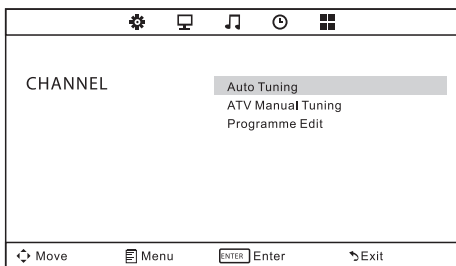 CHANNEL
Auto Tuning
ATV Manual Tuning
Programme Edit
Move Menu ENTER Enter Exit